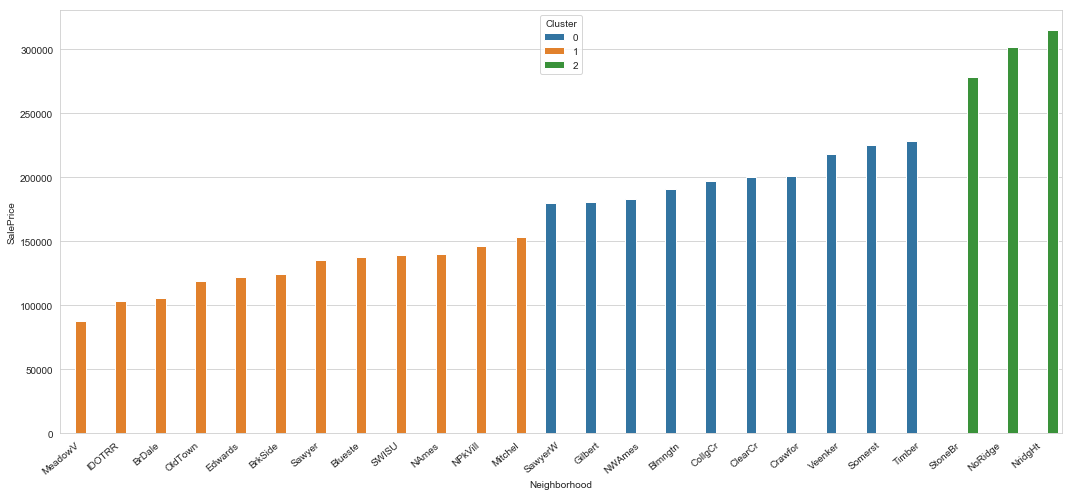 Cluster
0
1
2
SalePrice
300000
250000
200000
150000
100000
50000
0
MeadowV
IDOTRR
BrDale
OldTown
Edwards
BrkSide
Sawyer
Blueste
SWISU
NAmes
NPkVill
Mitchel
SawyerW
Gilbert
NWAmes
Blmngtn
CollgCr
ClearCr
Crawfor
Veenker
Somerst
Timber
StoneBr
NoRidge
NridgHt
Neighborhood